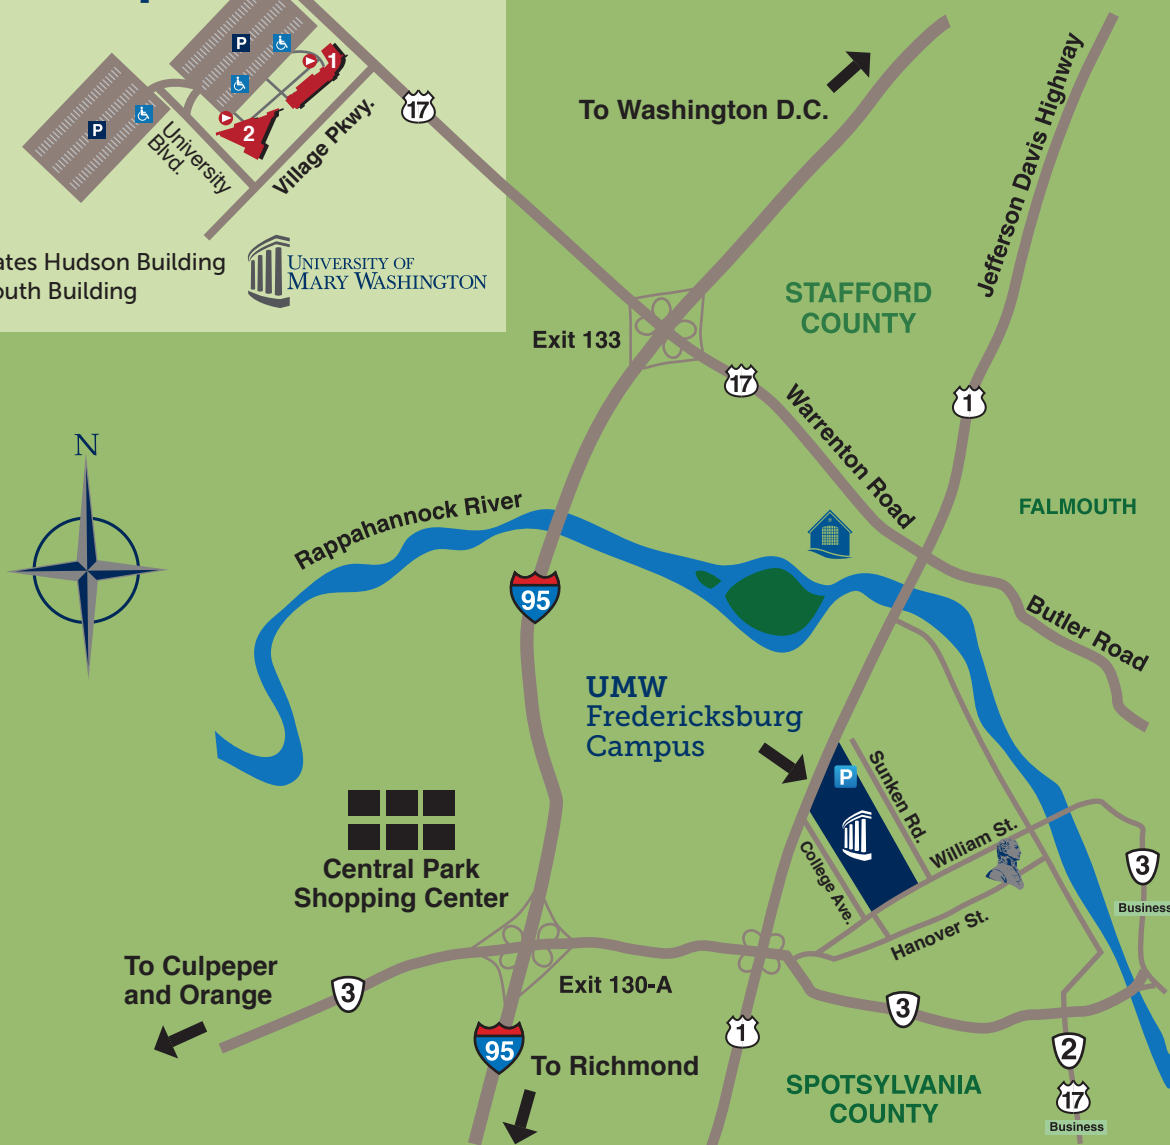 P
1
P
2
17
University
Blvd.
Village Pkwy.
Hudson Building
Building
UNIVERSITY OF
MARY WASHINGTON
To Washington D.C.
Jefferson Davis Highway
STAFFORD
COUNTY
Exit 133
17
1
Warrenton Road
N
Rappahannock River
FALMOUTH
95
Butler Road
UMW
Fredericksburg
Campus
P
Sunken Rd.
William St.
College Ave.
Hanover St.
3
Business
Central Park
Shopping Center
To Culpeper
and Orange
3
Exit 130-A
3
1
95
To Richmond
2
17
Business
SPOTSYLVANIA
COUNTY